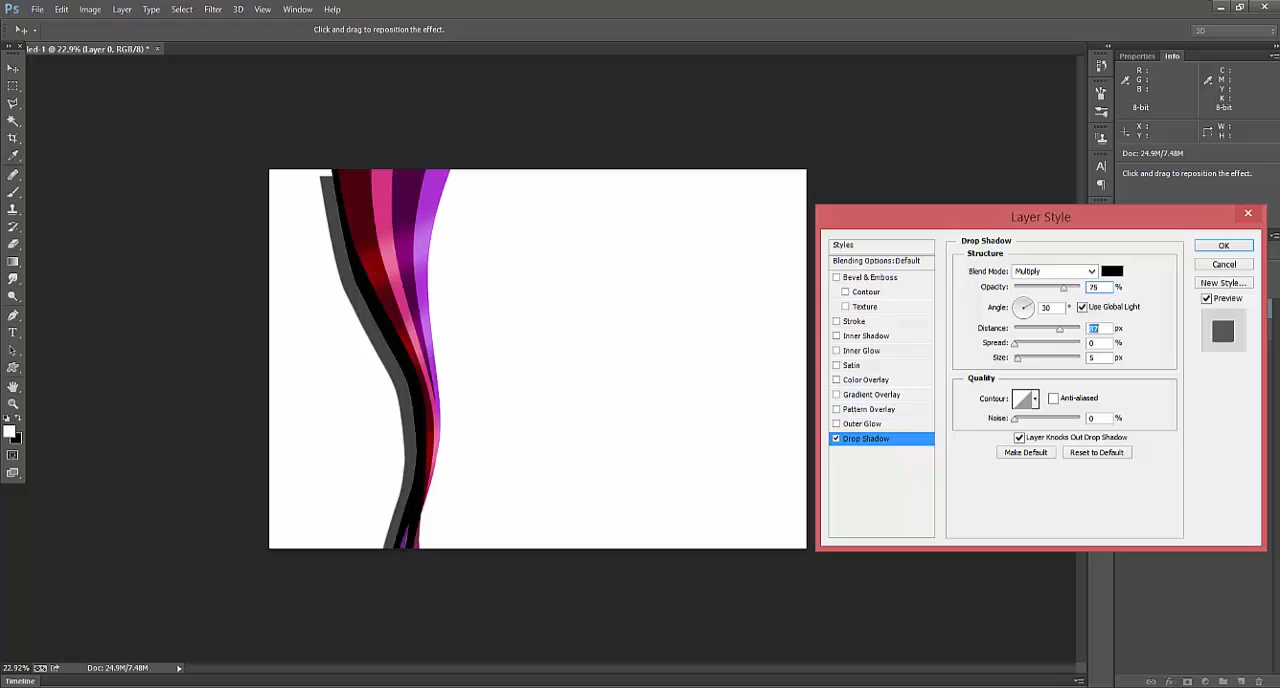 Ps File Edit Image Layer Type Select Filter 3D View Window Help
Click and drag to reposition the effect. 3D
led-1 @ 22.9% (Layer 0, RGB/8) * ×
Properties Info
R : C :
G : M :
B : Y :
K :
8-bit 8-bit
X : W :
Y : H :
Doc: 24.9M/7.48M
Click and drag to reposition the effect.
Layer Style
Styles
Blending Options: Default
Bevel & Emboss
Contour
Texture
Stroke
Inner Shadow
Inner Glow
Satin
Color Overlay
Gradient Overlay
Pattern Overlay
Outer Glow
Drop Shadow
Drop Shadow
Structure
Blend Mode: Multiply
Opacity: 75 %
Angle: 30 ° Use Global Light
Distance: px
Spread: 0 %
Size: 5 px
Quality
Contour: Anti-aliased
Noise: 0 %
Layer Knocks Out Drop Shadow
Make Default Reset to Default
OK
Cancel
New Style...
Preview
22.92% Doc: 24.9M/7.48M
Timeline